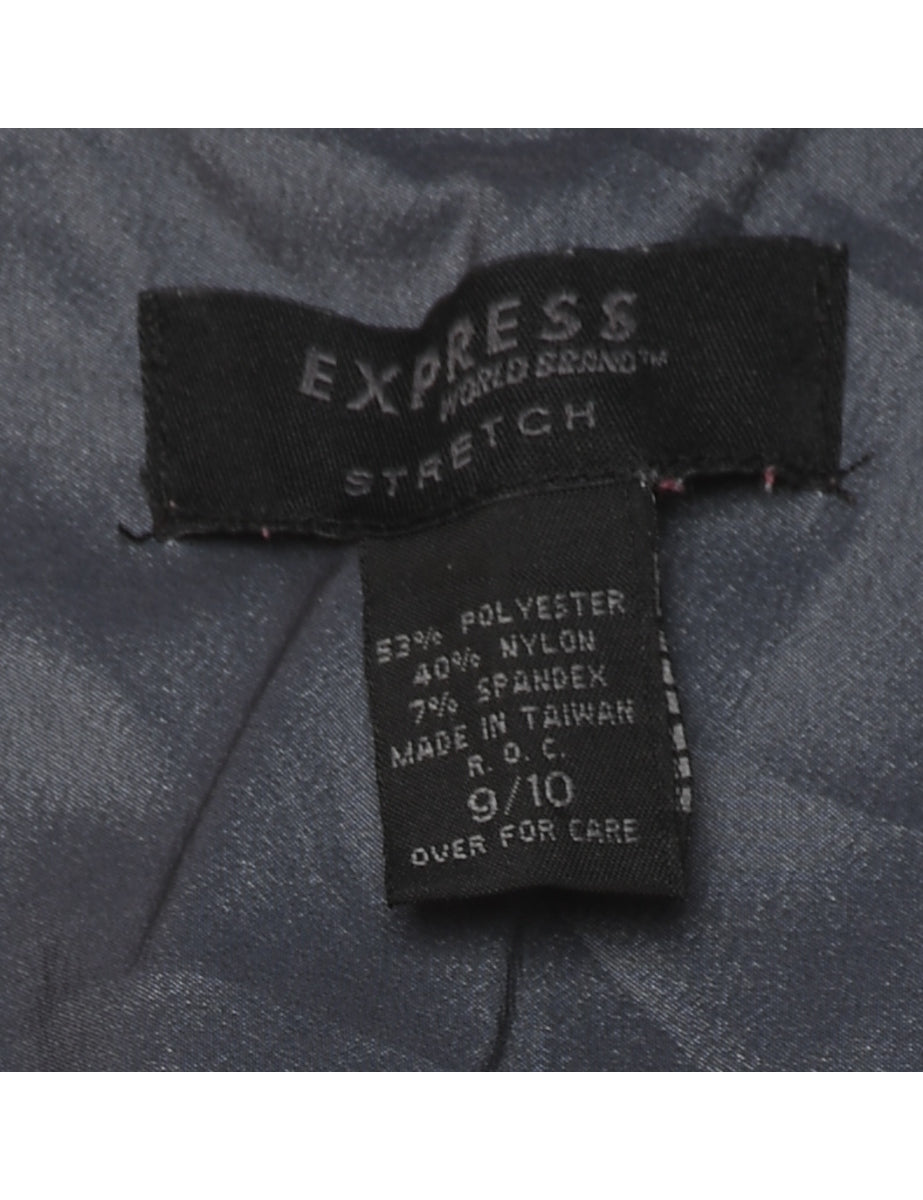 EXPRESS
WORLD BRAND™
STRETCH
53% POLYESTER
40% NYLON
7% SPANDEX
MADE IN TAIWAN
R. O. C.
9/10
OVER FOR CARE